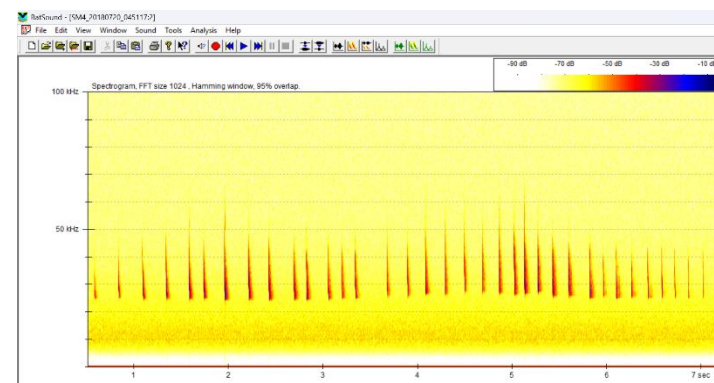 BatSound - [SM4_20180720_045117:2]
File Edit View Window Sound Tools Analysis Help
-90 dB -70 dB -50 dB -30 dB -10 d
Spectrogram, FFT size 1024 , Hamming window, 95% overlap.
100 kHz
50 kHz
1 2 3 4 5 6 7 sec